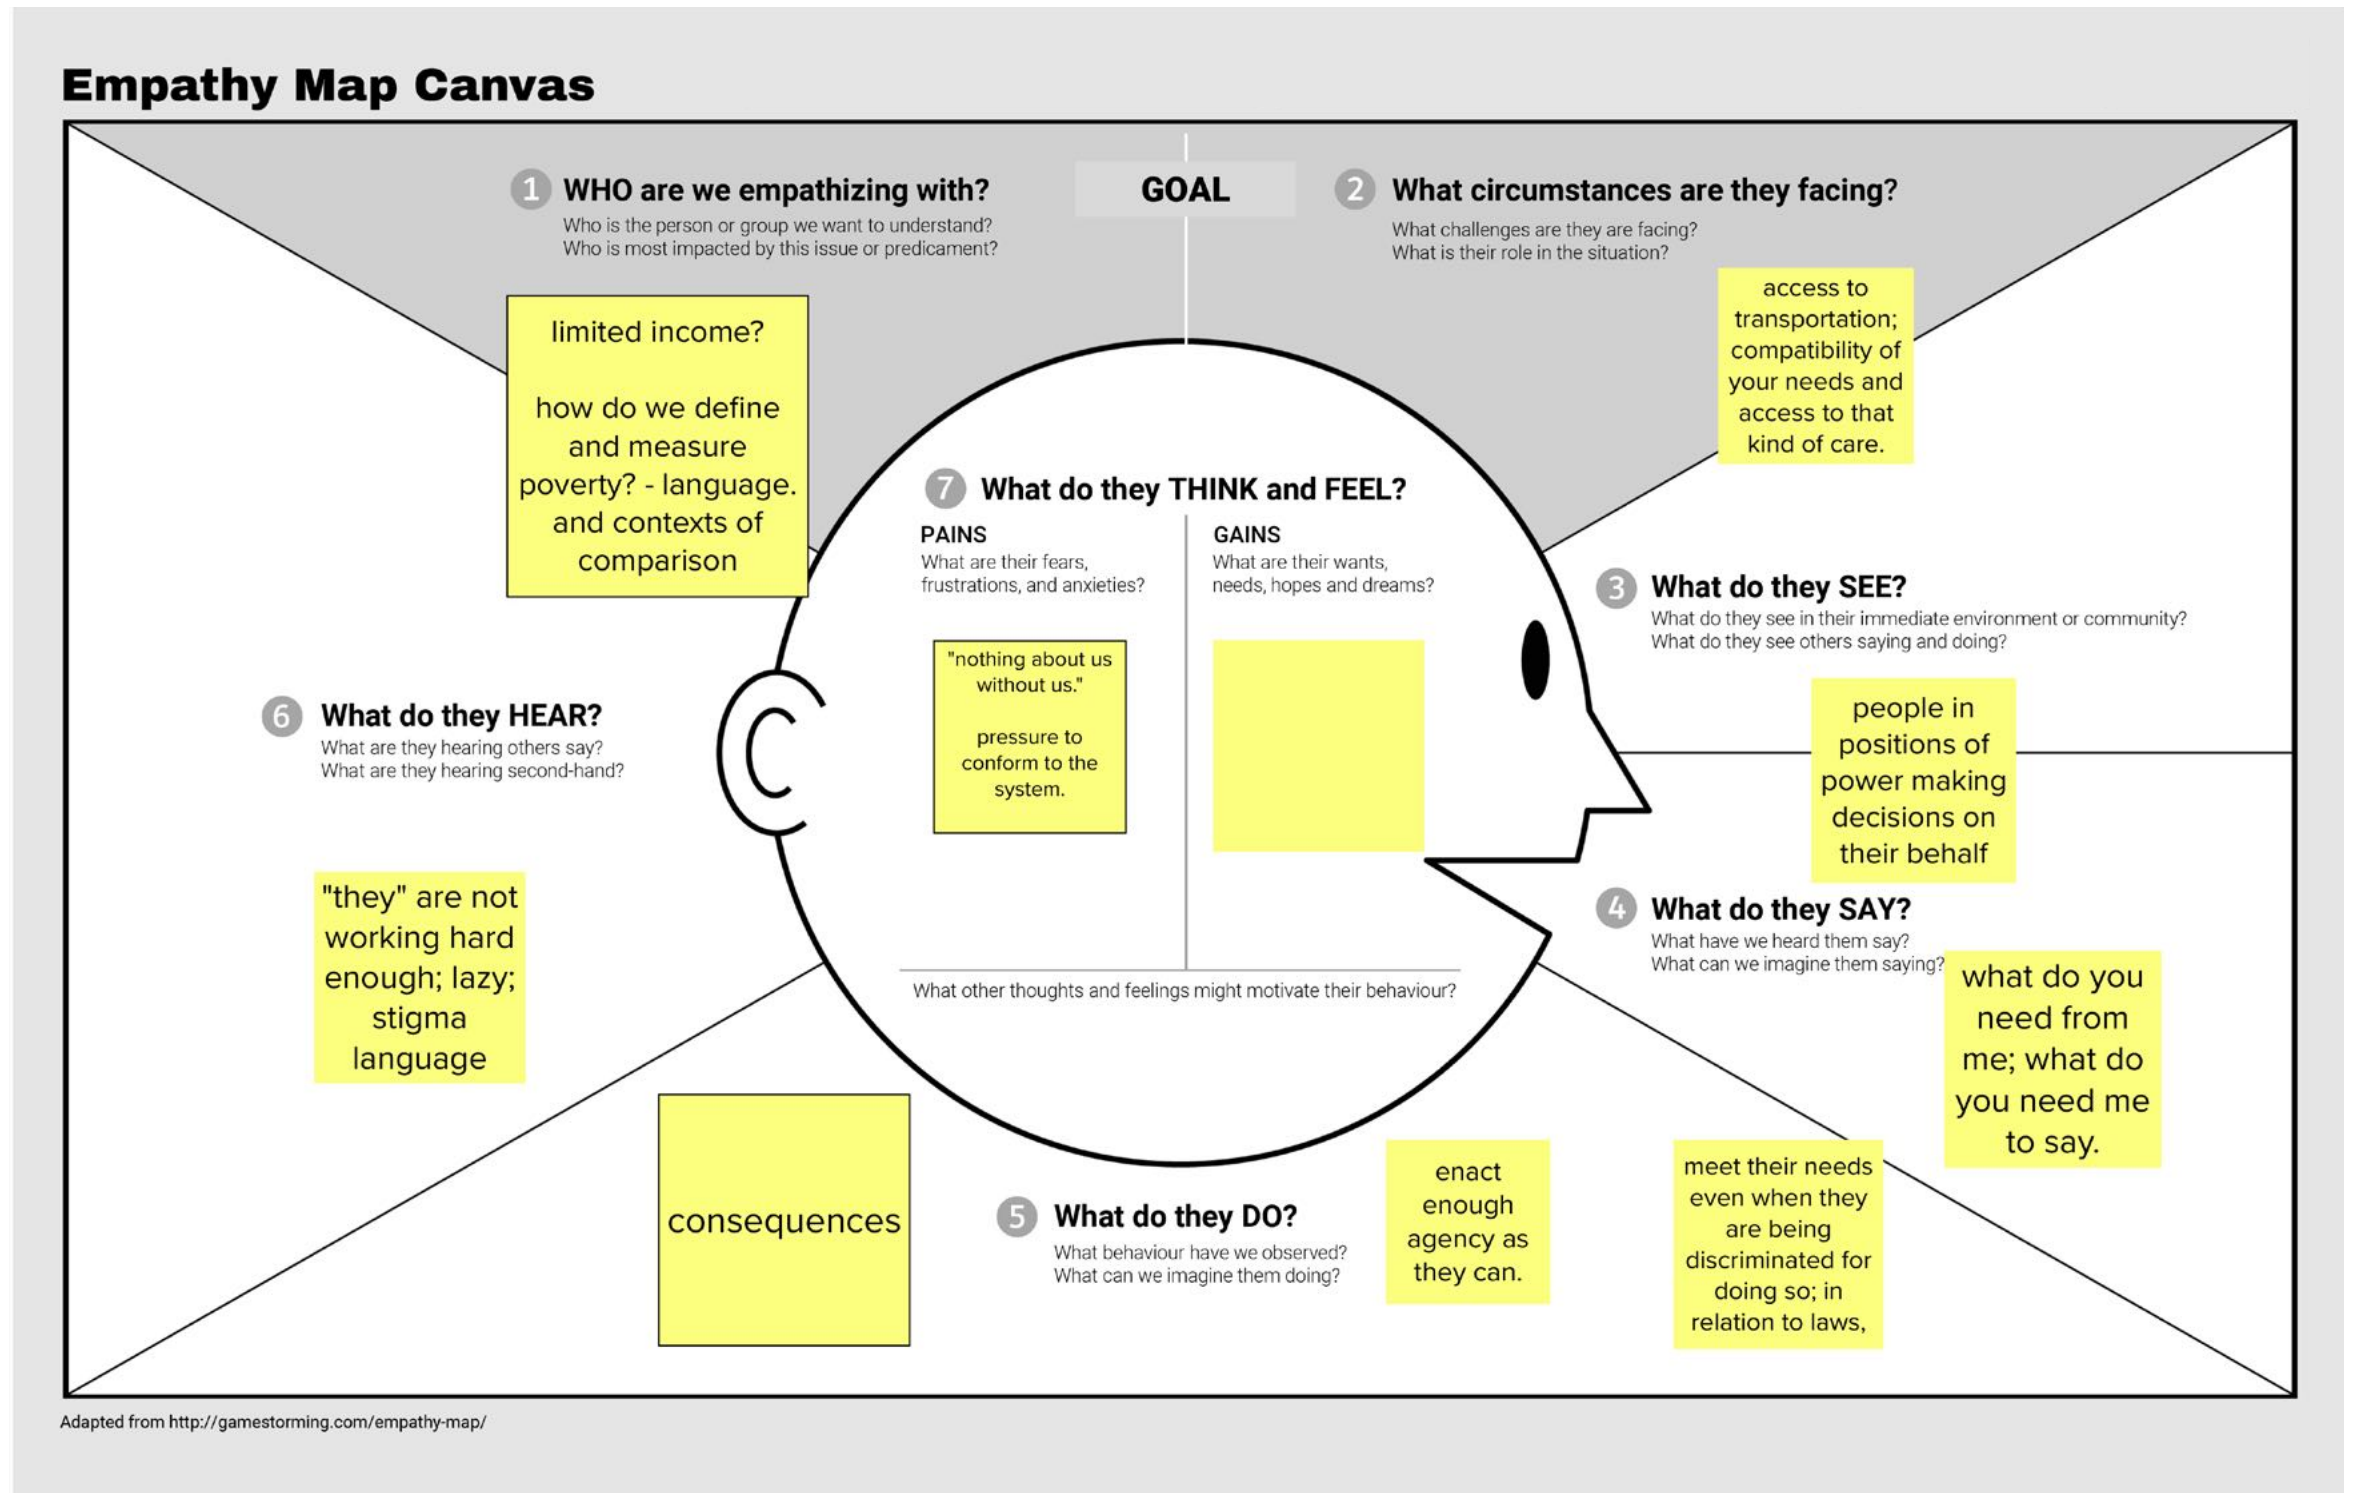 Empathy Map Canvas
1 WHO are we empathizing with?
Who is the person or group we want to understand?
Who is most impacted by this issue or predicament?
limited income?
how do we define
and measure
poverty? - language.
and contexts of
comparison
GOAL
2 What circumstances are they facing?
What challenges are they are facing?
What is their role in the situation?
access to
transportation;
compatibility of
your needs and
access to that
kind of care.
3 What do they SEE?
What do they see in their immediate environment or community?
What do they see others saying and doing?
people in
positions of
power making
decisions on
their behalf
4 What do they SAY?
What have we heard them say?
What can we imagine them saying?
what do you
need from
me; what do
you need me
to say.
5 What do they DO?
What behaviour have we observed?
What can we imagine them doing?
consequences
enact
enough
agency as
they can.
meet their needs
even when they
are being
discriminated for
doing so; in
relation to laws,
6 What do they HEAR?
What are they hearing others say?
What are they hearing second-hand?
"they" are not
working hard
enough; lazy;
stigma
language
7 What do they THINK and FEEL?
PAINS
What are their fears,
frustrations, and anxieties?
"nothing about us
without us."
pressure to
conform to the
system.
GAINS
What are their wants,
needs, hopes and dreams?
What other thoughts and feelings might motivate their behaviour?
Adapted from http://gamestorming.com/empathy-map/